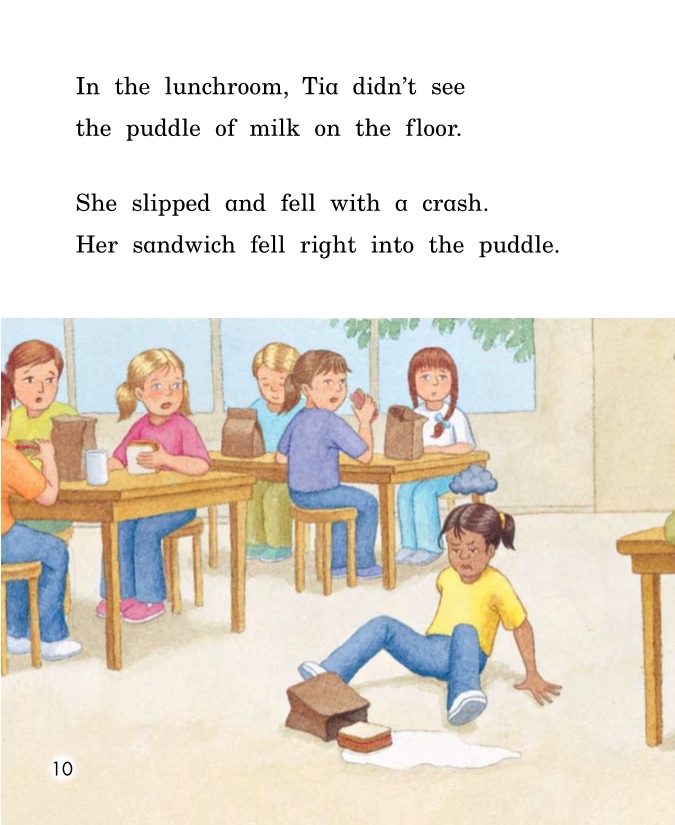 In the lunchroom, Tia didn't see
the puddle of milk on the floor.
She slipped and fell with a crash.
Her sandwich fell right into the puddle.
10